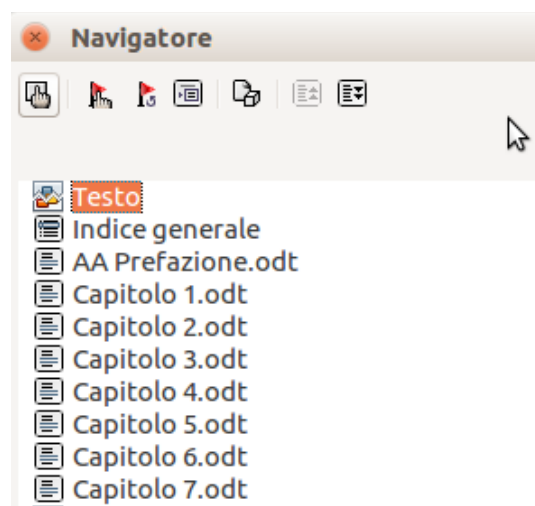 Navigatore
Testo
Indice generale
AA Prefazione.odt
Capitolo 1.odt
Capitolo 2.odt
Capitolo 3.odt
Capitolo 4.odt
Capitolo 5.odt
Capitolo 6.odt
Capitolo 7.odt